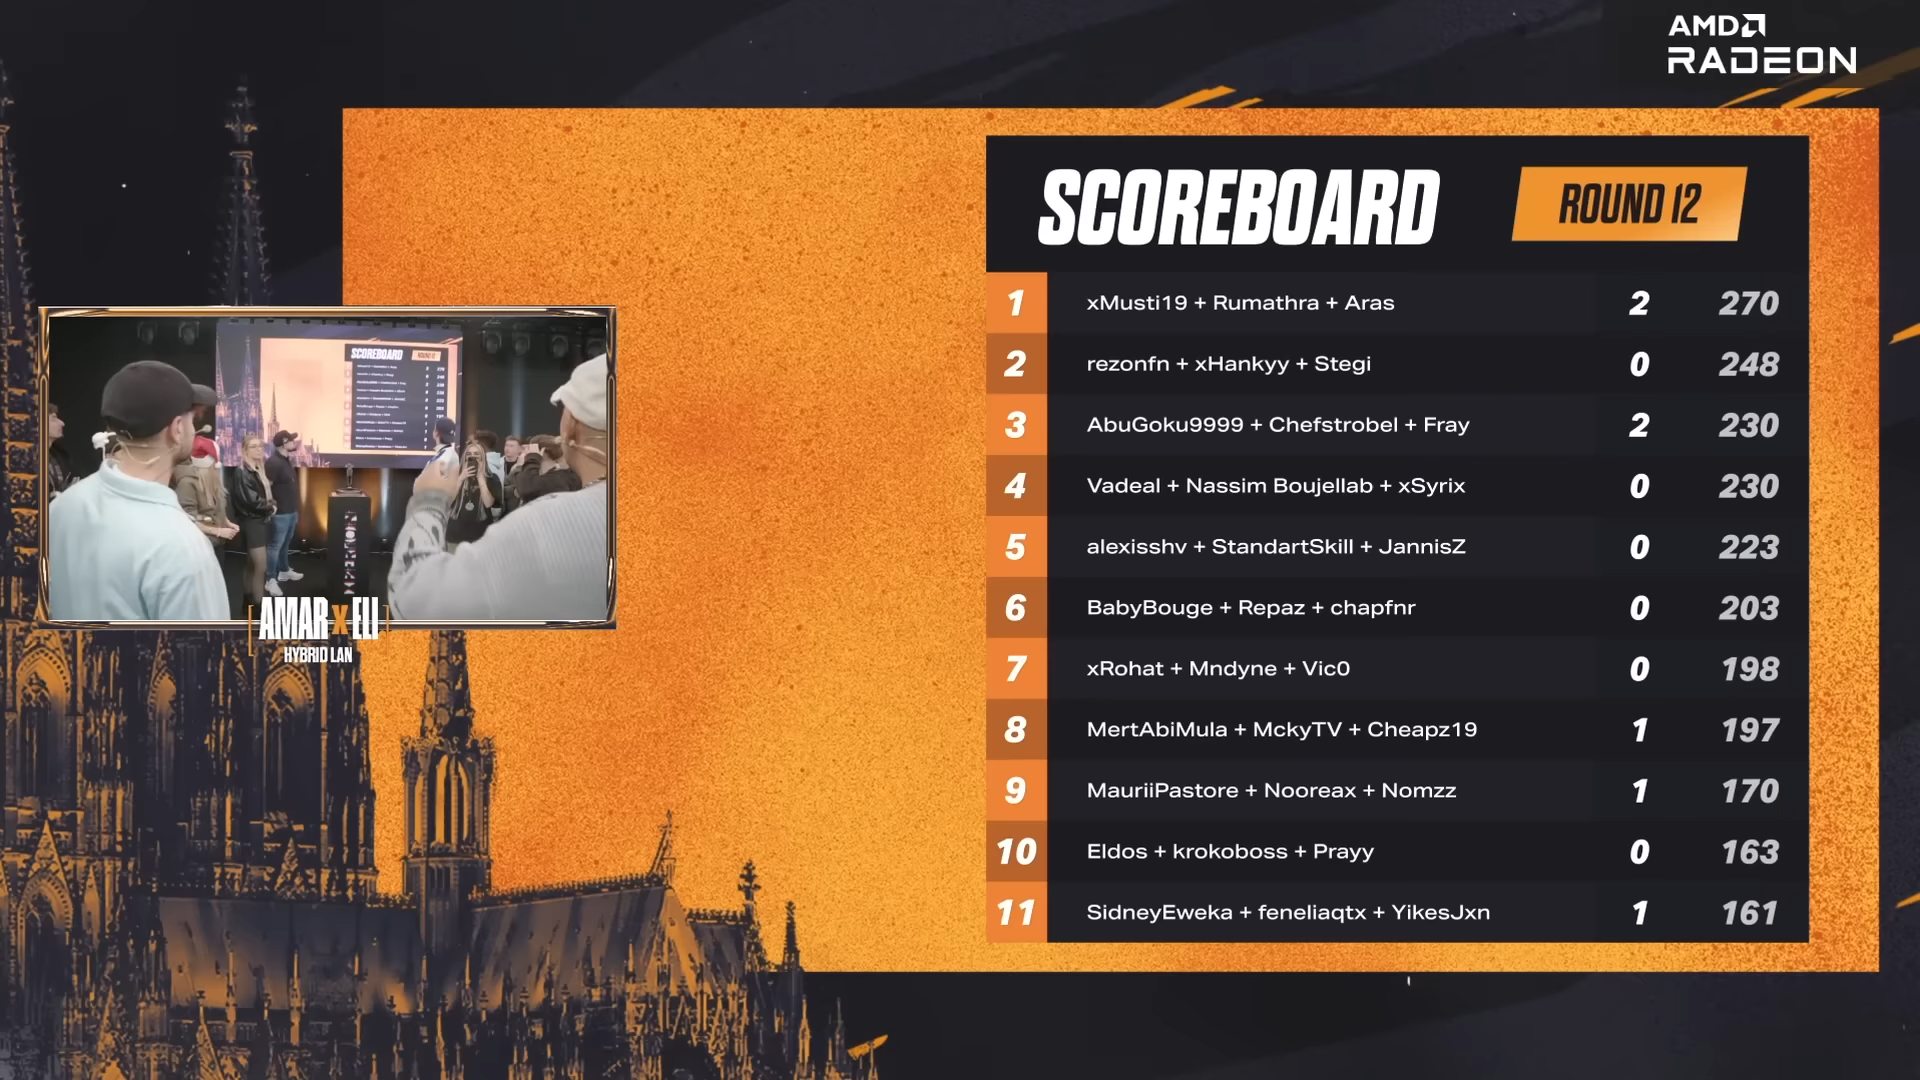 AMD
RADEON
SCOREBOARD
ROUND 12
1 xMusti19 + Rumathra + Aras 2 270
2 rezonfn + xHankyy + Stegi 0 248
3 AbuGoku9999 + Chefstrobel + Fray 2 230
4 Vadeal + Nassim Boujellab + xSyrix 0 230
5 alexisshv + StandartSkill + JannisZ 0 223
6 BabyBouge + Repaz + chapfnr 0 203
7 xRohat + Mndyne + Vic0 0 198
8 MertAbiMula + MckyTV + Cheapz19 1 197
9 MauriiPastore + Nooreax + Nomzz 1 170
10 Eldos + krokoboss + Prayy 0 163
11 SidneyEweka + feneliaqtx + YikesJxn 1 161
SCOREBOARD
AMAR x ELI
HYBRID LAN